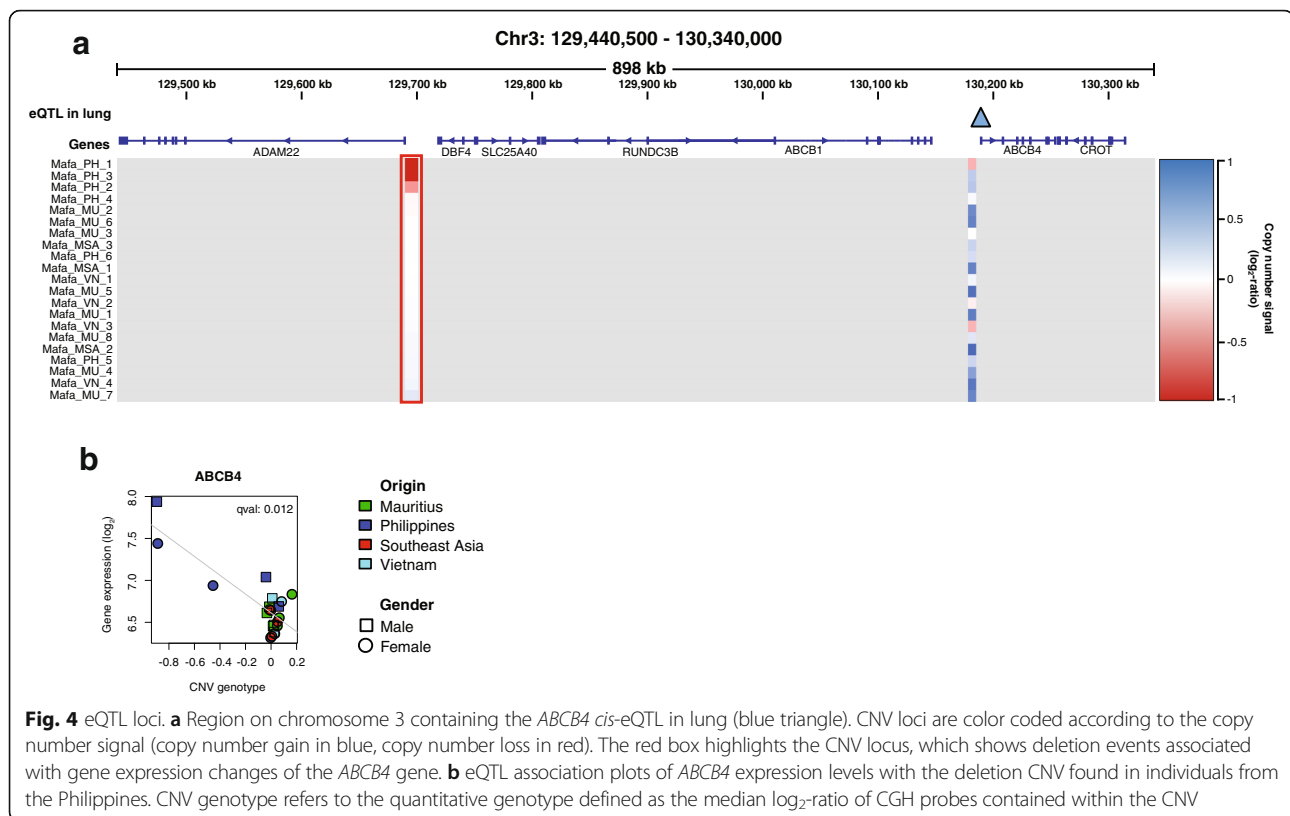 a
Chr3: 129,440,500 - 130,340,000
898 kb
129,500 kb 129,600 kb 129,700 kb 129,800 kb 129,900 kb 130,000 kb 130,100 kb 130,200 kb 130,300 kb
eQTL in lung
Genes
ADAM22 DBF4 SLC25A40 RUNDC3B ABCB1 ABCB4 CROT
Mafa_PH_1
Mafa_PH_3
Mafa_PH_2
Mafa_PH_4
Mafa_MU_2
Mafa_MU_6
Mafa_MU_3
Mafa_MSA_3
Mafa_PH_6
Mafa_MSA_1
Mafa_VN_1
Mafa_MU_5
Mafa_VN_2
Mafa_MU_1
Mafa_VN_3
Mafa_MU_8
Mafa_MSA_2
Mafa_PH_5
Mafa_MU_4
Mafa_VN_4
Mafa_MU_7
1
0.5
0
-0.5
-1
Copy number signal
(log2-ratio)
b
ABCB4
qval: 0.012
8.0
7.5
7.0
6.5
Gene expression (log2)
-0.8 -0.6 -0.4 -0.2 0 0.2
CNV genotype
Origin
Mauritius
Philippines
Southeast Asia
Vietnam
Gender
Male
Female
Fig. 4 eQTL loci. a Region on chromosome 3 containing the ABCB4 cis-eQTL in lung (blue triangle). CNV loci are color coded according to the copy
number signal (copy number gain in blue, copy number loss in red). The red box highlights the CNV locus, which shows deletion events associated
with gene expression changes of the ABCB4 gene. b eQTL association plots of ABCB4 expression levels with the deletion CNV found in individuals from
the Philippines. CNV genotype refers to the quantitative genotype defined as the median log2-ratio of CGH probes contained within the CNV